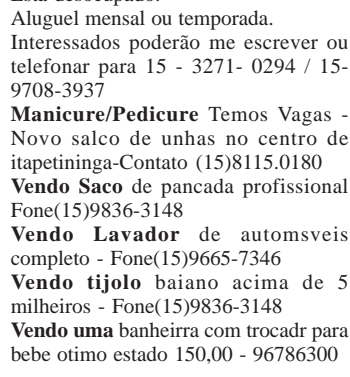 Está desocupado.
Aluguel mensal ou temporada.
Interessados poderão me escrever ou
telefonar para 15 - 3271- 0294 / 15-
9708-3937
Manicure/Pedicure Temos Vagas -
Novo salco de unhas no centro de
itapetininga-Contato (15)8115.0180
Vendo Saco de pancada profissional
Fone(15)9836-3148
Vendo Lavador de automsveis
completo - Fone(15)9665-7346
Vendo tijolo baiano acima de 5
milheiros - Fone(15)9836-3148
Vendo uma banheirra com trocadr para
bebe otimo estado 150,00 - 96786300